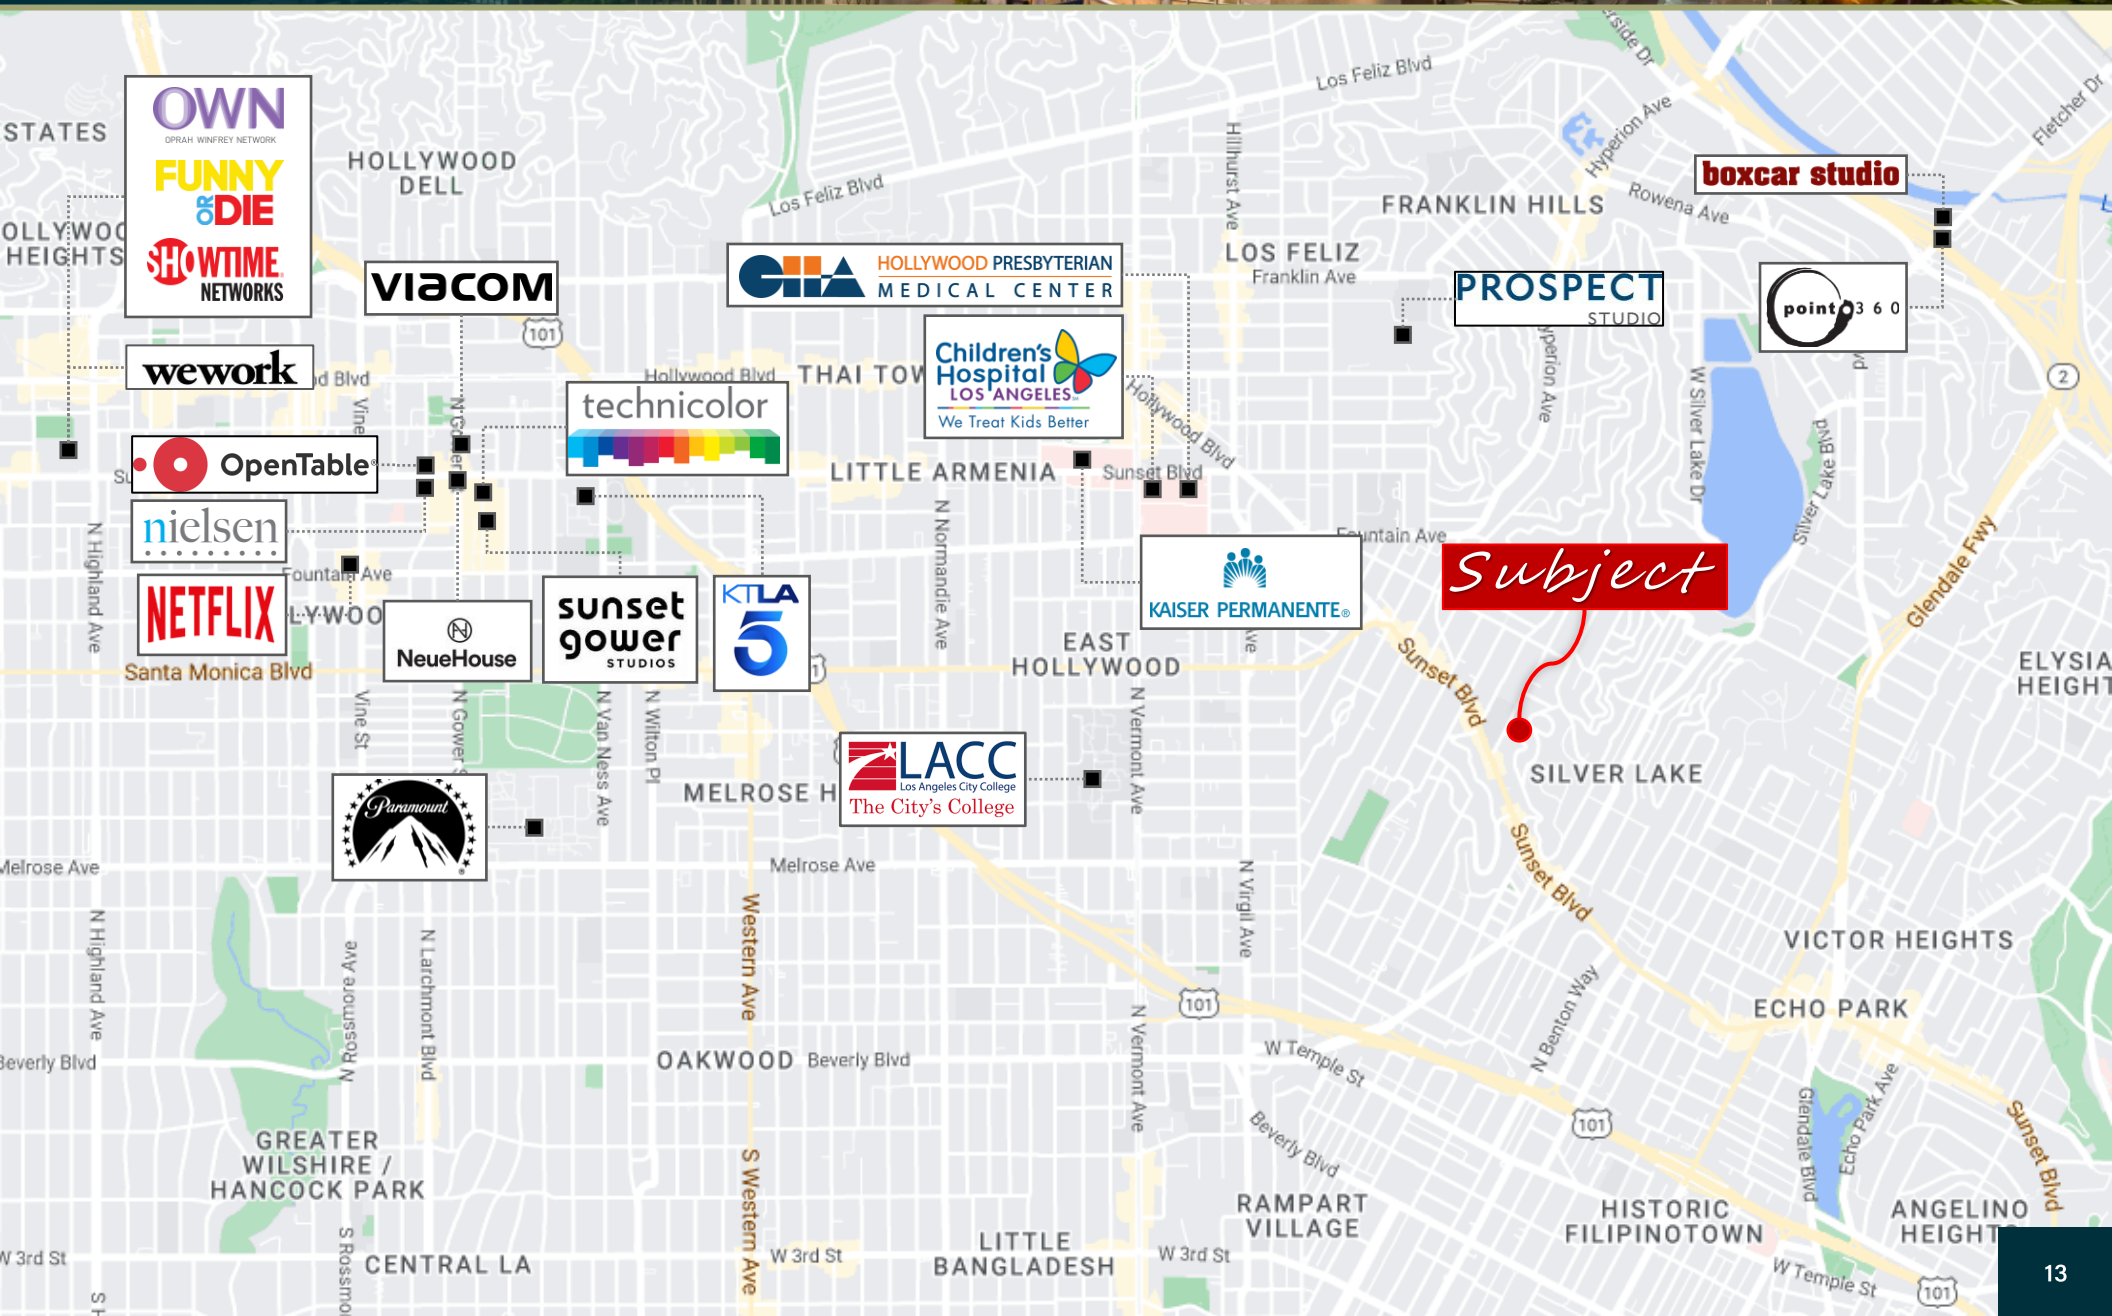 STATES
OWN
OPRAH WINFREY NETWORK
FUNNY
OR DIE
SHOWTIME
NETWORKS
HOLLYWOOD
DELL
HEIGHTS
VIACOM
101
Los Feliz Blvd
Los Feliz Blvd
Hillhurst Ave
LOS FELIZ
Franklin Ave
FRANKLIN HILLS
Hyperion Ave
Rowena Ave
Fletcher Dr
boxcar studio
point 360
PROSPECT
STUDIO
CHA HOLLYWOOD PRESBYTERIAN
MEDICAL CENTER
Children's
Hospital
LOS ANGELES
We Treat Kids Better
wework
Blvd
Vine
Hollywood Blvd
THAI TOW
Hollywood Blvd
technicolor
OpenTable
nielsen
NETFLIX
LITTLE ARMENIA
Sunset Blvd
W Silver Lake Dr
Silver Lake Blvd
2
Glendale Fwy
N Highland Ave
Fountain Ave
LYWOO
NeueHouse
sunset
gower
STUDIOS
KTLA
5
N Normandie Ave
Fountain Ave
KAISER PERMANENTE®
Subject
EAST
HOLLYWOOD
Santa Monica Blvd
Sunset Blvd
ELYSIA
HEIGHT
Vine St
N Gower S
N Van Ness Ave
N Wilton Pl
N Vermont Ave
MELROSE H
LACC
Los Angeles City College
The City's College
SILVER LAKE
Paramount
Melrose Ave
Melrose Ave
Sunset Blvd
N Virgil Ave
N Highland Ave
N Rossmore Ave
N Larchmont Blvd
Western Ave
VICTOR HEIGHTS
ECHO PARK
101
N Benton Way
N Vermont Ave
W Temple St
Beverly Blvd
OAKWOOD
Beverly Blvd
Beverly Blvd
101
Glendale Blvd
Echo Park Ave
Sunset Blvd
GREATER
WILSHIRE /
HANCOCK PARK
S Western Ave
RAMPART
VILLAGE
HISTORIC
FILIPINOTOWN
ANGELINO
HEIGHT
W 3rd St
S Rossmo
CENTRAL LA
W 3rd St
LITTLE
BANGLADESH
W 3rd St
W Temple St
101
13